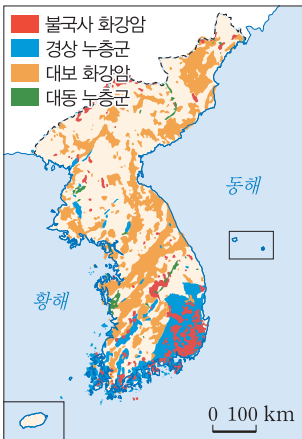 불국사 화강암
경상 누층군
대보 화강암
대동 누층군
동해
황해
0 100 km